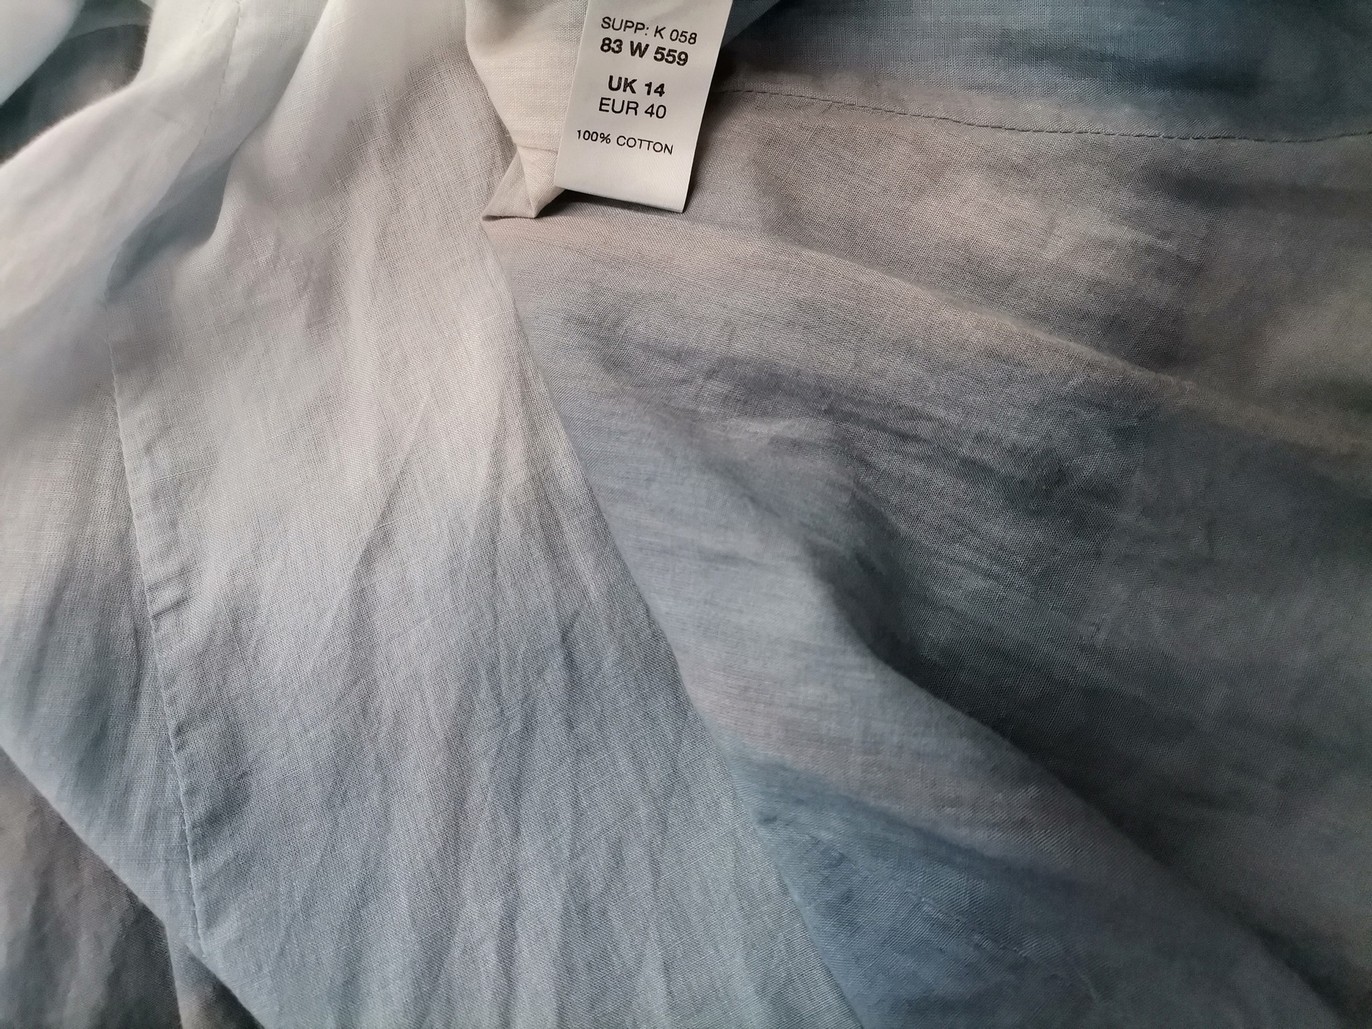 SUPP: K 058
83 W 559
UK 14
EUR 40
100% COTTON